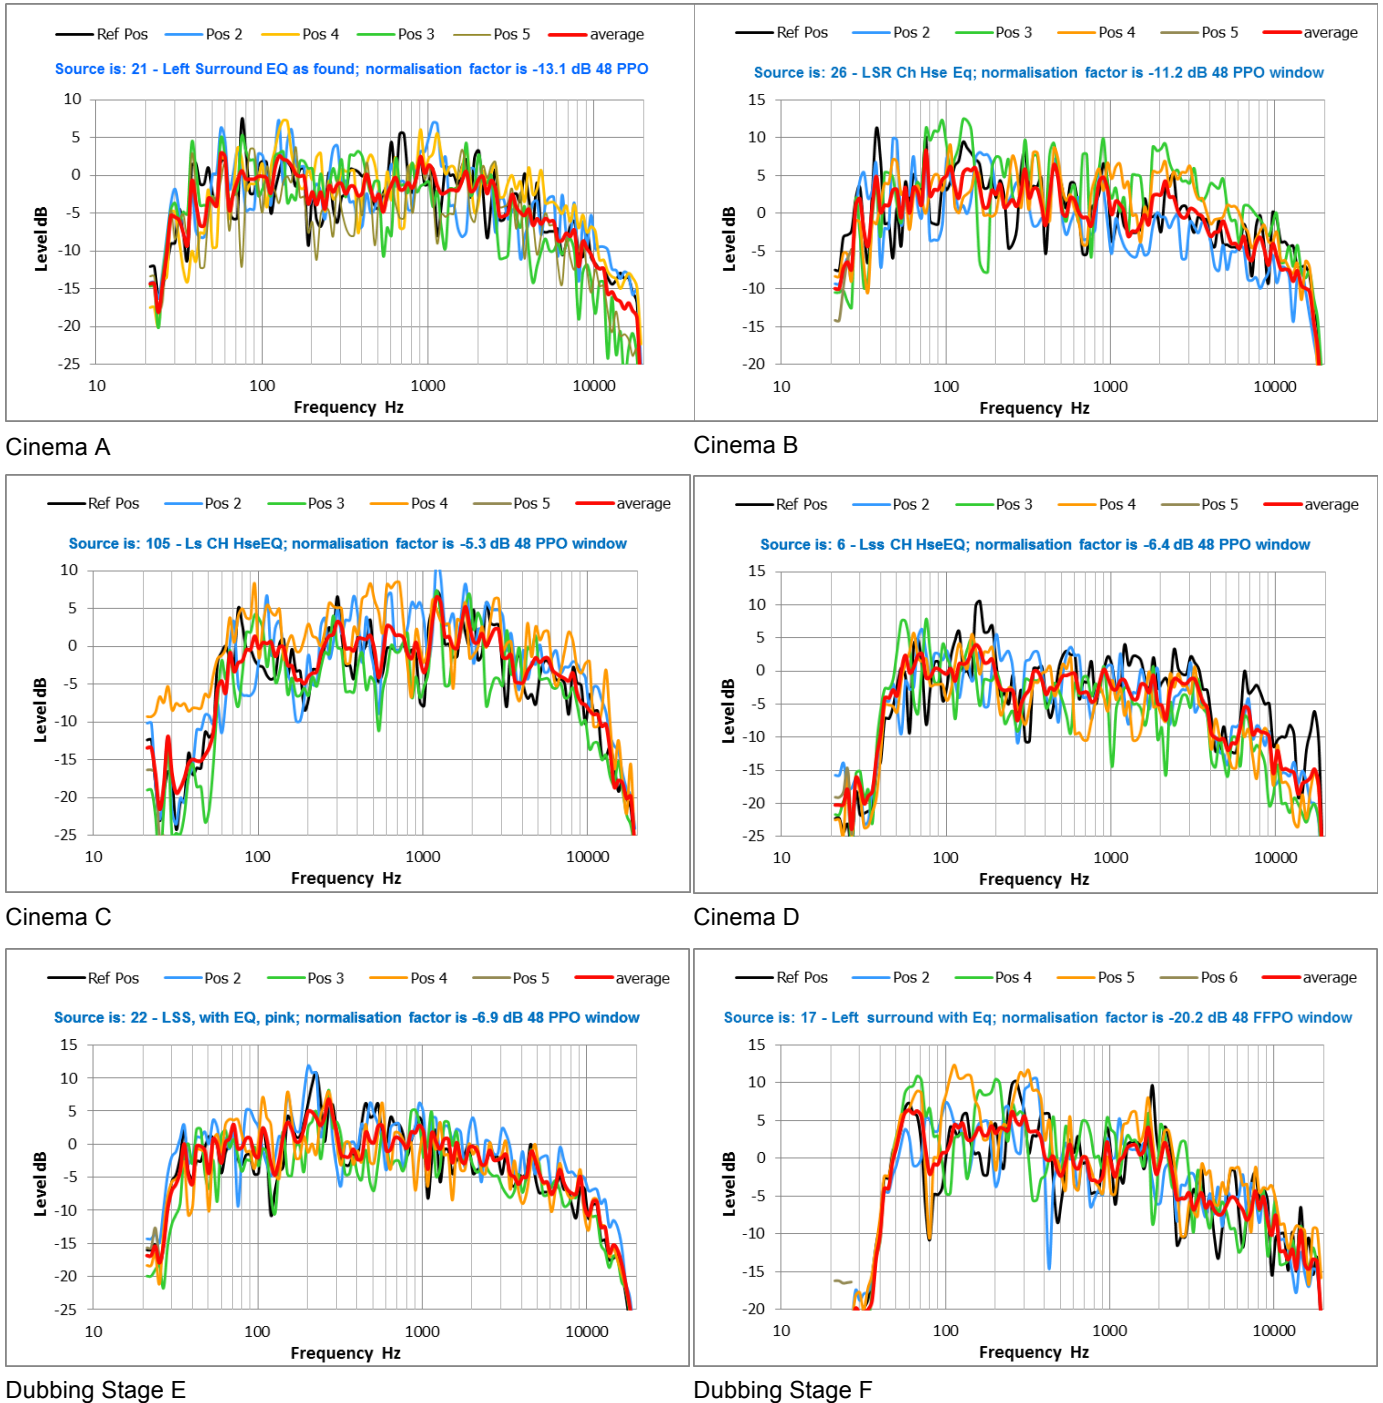 Ref Pos Pos 2 Pos 4 Pos 3 Pos 5 average
Source is: 21 - Left Surround EQ as found; normalisation factor is -13.1 dB 48 PPO
10
5
0
-5
-10
-15
-20
-25
Level dB
10 100 1000 10000
Frequency Hz
Cinema A
Ref Pos Pos 2 Pos 3 Pos 4 Pos 5 average
Source is: 26 - LSR Ch Hse Eq; normalisation factor is -11.2 dB 48 PPO window
15
10
5
0
-5
-10
-15
-20
Level dB
10 100 1000 10000
Frequency Hz
Cinema B
Ref Pos Pos 2 Pos 3 Pos 4 Pos 5 average
Source is: 105 - Ls CH HseEQ; normalisation factor is -5.3 dB 48 PPO window
10
5
0
-5
-10
-15
-20
-25
Level dB
10 100 1000 10000
Frequency Hz
Cinema C
Ref Pos Pos 2 Pos 3 Pos 4 Pos 5 average
Source is: 6 - Lss CH HseEQ; normalisation factor is -6.4 dB 48 PPO window
15
10
5
0
-5
-10
-15
-20
-25
Level dB
10 100 1000 10000
Frequency Hz
Cinema D
Ref Pos Pos 2 Pos 3 Pos 4 Pos 5 average
Source is: 22 - LSS, with EQ, pink; normalisation factor is -6.9 dB 48 PPO window
15
10
5
0
-5
-10
-15
-20
-25
Level dB
10 100 1000 10000
Frequency Hz
Dubbing Stage E
Ref Pos Pos 2 Pos 4 Pos 5 Pos 6 average
Source is: 17 - Left surround with Eq; normalisation factor is -20.2 dB 48 FFPO window
15
10
5
0
-5
-10
-15
-20
Level dB
10 100 1000 10000
Frequency Hz
Dubbing Stage F